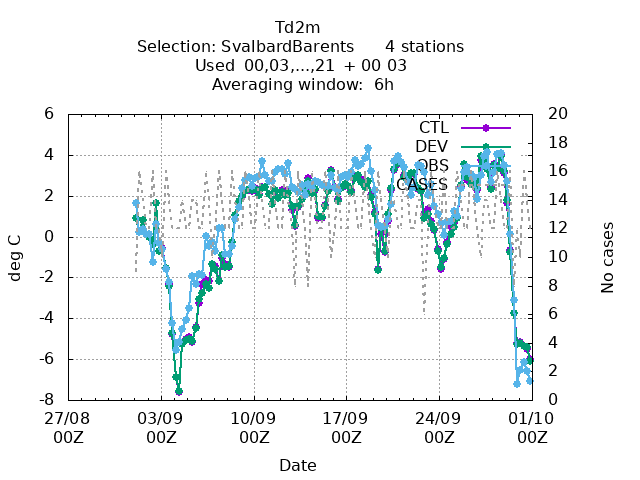 Td2m
Selection: SvalbardBarents 4 stations
Used 00,03,...,21 + 00 03
Averaging window: 6h
6
4
2
0
-2
-4
-6
-8
deg C
20
18
16
14
12
10
8
6
4
2
0
No cases
CTL
DEV
OBS
CASES
27/08 03/09 10/09 17/09 24/09 01/10
00Z 00Z 00Z 00Z 00Z 00Z
Date